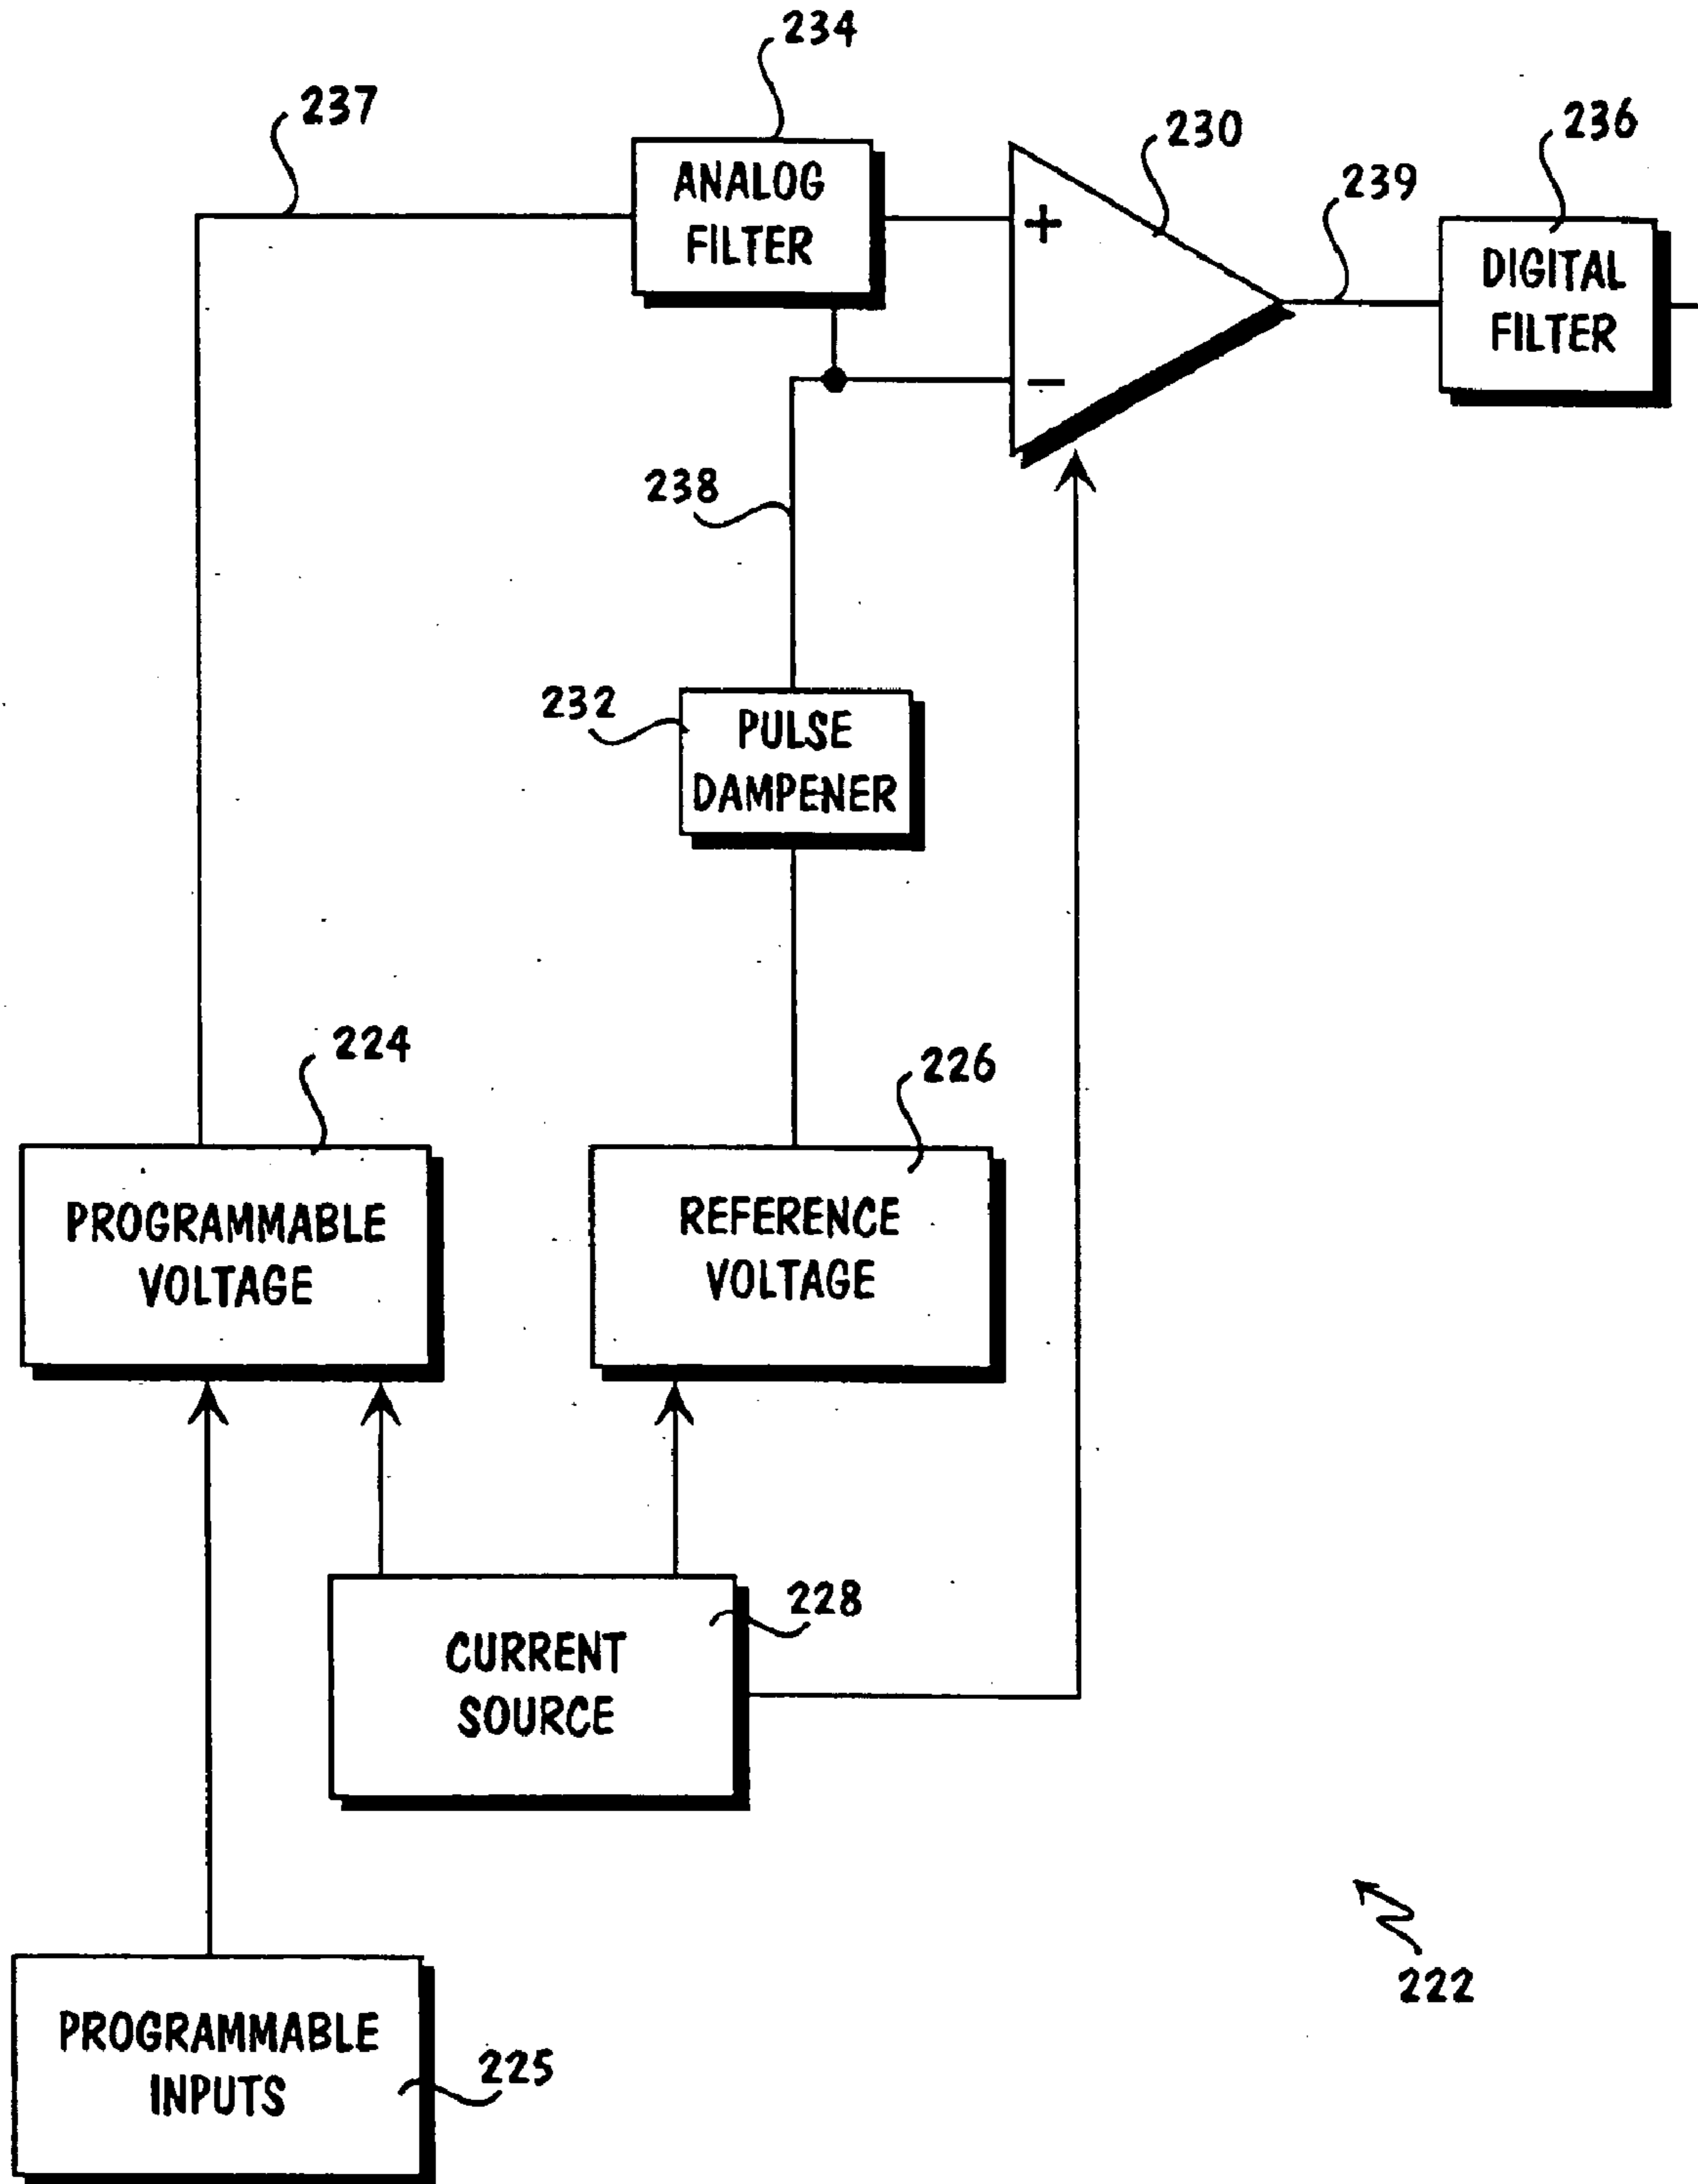 234
237
230
236
ANALOG
FILTER
+
239
DIGITAL
FILTER
−
238
232
PULSE
DAMPENER
224
226
PROGRAMMABLE
VOLTAGE
REFERENCE
VOLTAGE
228
CURRENT
SOURCE
222
PROGRAMMABLE
INPUTS
225